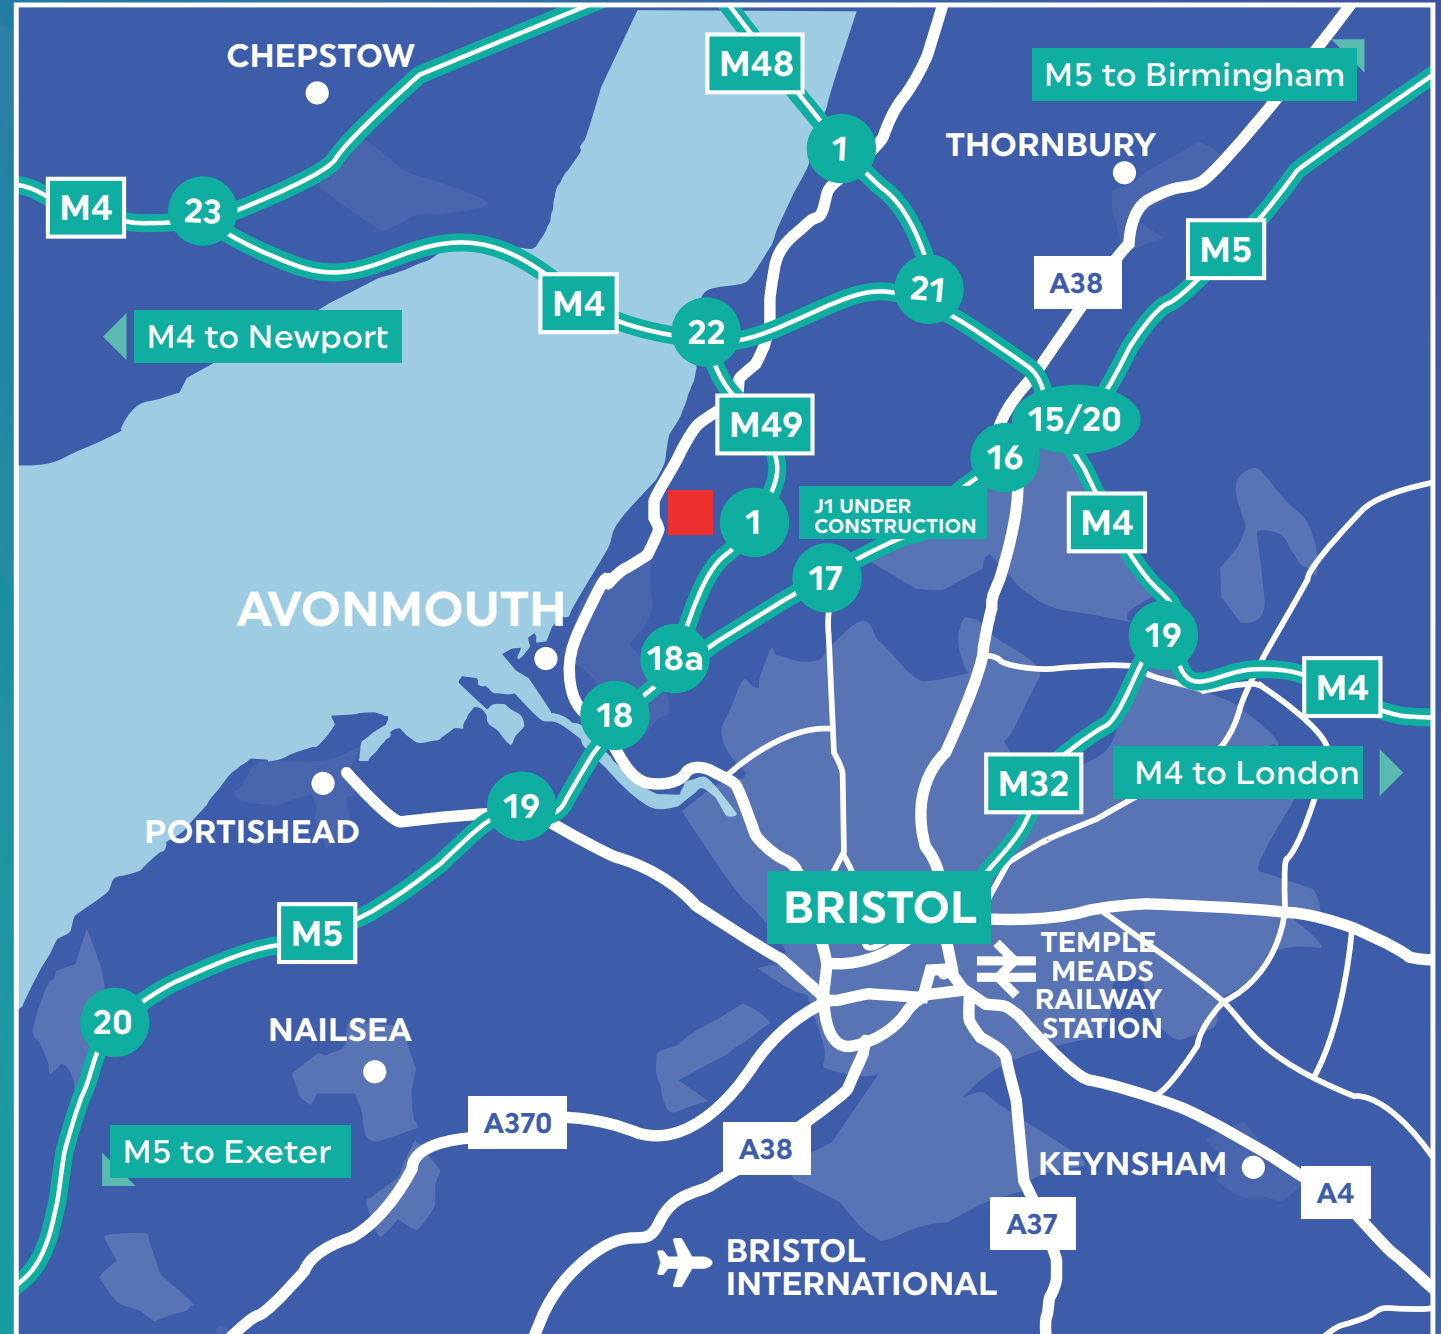 CHEPSTOW
M48
M5 to Birmingham
1
THORNBURY
M4
23
M5
A38
21
M4
22
M4 to Newport
M49
15/20
16
J1 UNDER
CONSTRUCTION
1
M4
17
AVONMOUTH
19
18a
M4
18
M4 to London
M32
19
PORTISHEAD
BRISTOL
M5
TEMPLE
MEADS
RAILWAY
STATION
20
NAILSEA
A370
M5 to Exeter
A38
KEYNSHAM
A4
A37
BRISTOL
INTERNATIONAL